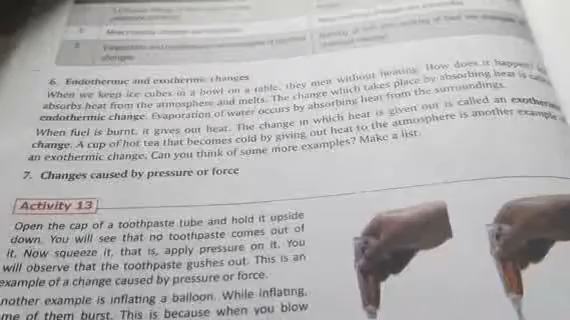 changes
6. Endothermic and exothermic changes
When we keep ice cubes in a bowl on a table, they melt without heating. How does it happen?
absorbs heat from the atmosphere and melts. The change which takes place by absorbing heat is
endothermic change. Evaporation of water occurs by absorbing heat from the surroundings.
When fuel is burnt, it gives out heat. The change in which heat is given out is called an
change. A cup of hot tea that becomes cold by giving out heat to the atmosphere is another example
an exothermic change. Can you think of some more examples? Make a list.
7. Changes caused by pressure or force
Activity 13
Open the cap of a toothpaste tube and hold it upside
down. You will see that no toothpaste comes out of
it. Now squeeze it, that is, apply pressure on it. You
will observe that the toothpaste gushes out. This is an
example of a change caused by pressure or force.
nother example is inflating a balloon. While inflating,
me of them burst. This is because when you blow